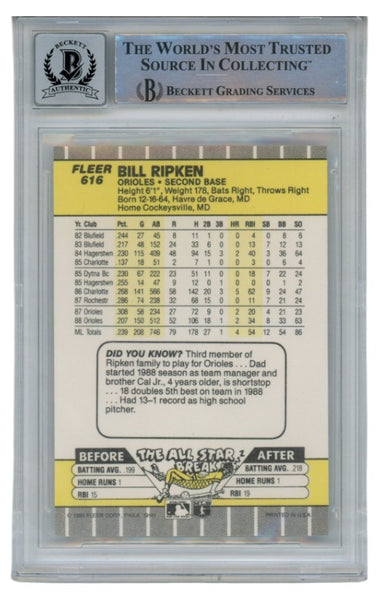 BECKETT
AUTHENTIC
THE WORLD'S MOST TRUSTED
SOURCE IN COLLECTING™
B BECKETT GRADING SERVICES
FLEER
616
BILL RIPKEN
ORIOLES • SECOND BASE
Height 6'1", Weight 178, Bats Right, Throws Right
Born 12-16-64, Havre de Grace, MD
Home Cockeysville, MD
Yr. Club Pct. G AB R H 2B 3B HR RBI SB BB SO
82 Blufield .244 27 45 8 11 1 0 0 4 0 8 6
83 Blufield .217 48 152 24 33 6 0 0 13 7 12 13
84 Hagerstwn .230 115 409 48 94 15 3 2 40 3 36 64
85 Charlotte .137 18 51 2 7 1 0 0 3 0 6 4
85 Dytna Bc .230 67 222 23 51 11 0 0 18 7 22 24
85 Hagerstwn .255 14 47 9 12 0 1 0 0 0 1 2
86 Charlotte .268 141 566 58 142 20 3 5 62 9 24 47
87 Rochestr .286 74 238 32 68 15 0 0 11 7 21 24
87 Orioles .308 58 234 27 72 9 0 2 20 4 21 23
88 Orioles .207 150 512 52 106 18 1 2 34 8 33 63
ML Totals .239 208 746 79 178 27 1 4 54 12 54 86
DID YOU KNOW? Third member of
Ripken family to play for Orioles . . . Dad
started 1988 season as team manager and
brother Cal Jr., 4 years older, is shortstop
. . . 18 doubles 5th best on team in 1988
. . . Had 13-1 record as high school
pitcher.
BEFORE THE ALL STAR BREAK AFTER
BATTING AVG. .199 BATTING AVG. .218
HOME RUNS 1 HOME RUNS 1
RBI 15 RBI 19
© 1989 FLEER CORP., PHILA. 19141 PRINTED IN U.S.A.